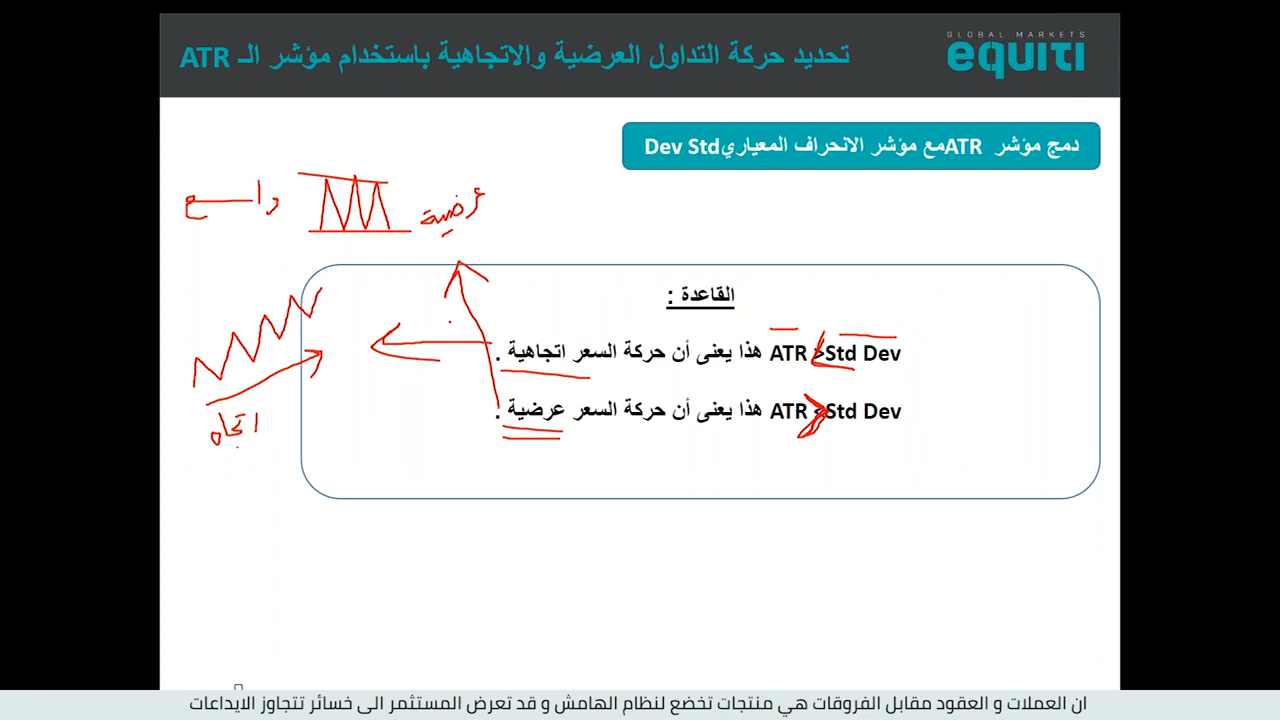 GLOBAL MARKETS
equiti
تحديد حركة التداول العرضية والاتجاهية باستخدام مؤشر الـ ATR
دمج مؤشر ATRمع مؤشر الانحراف المعياريDev Std
عرضية
واسع
القاعدة :
ATR >Std Dev هذا يعنى أن حركة السعر اتجاهية .
ATR <Std Dev هذا يعنى أن حركة السعر عرضية .
اتجاه
ان العملات و العقود مقابل الفروقات هي منتجات تخضع لنظام الهامش و قد تعرض المستثمر الى خسائر تتجاوز الايداعات